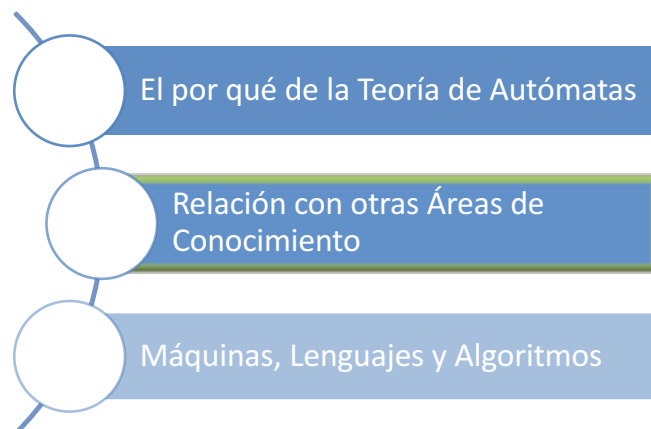 El por qué de la Teoría de Autómatas
Relación con otras Áreas de
Conocimiento
Máquinas, Lenguajes y Algoritmos